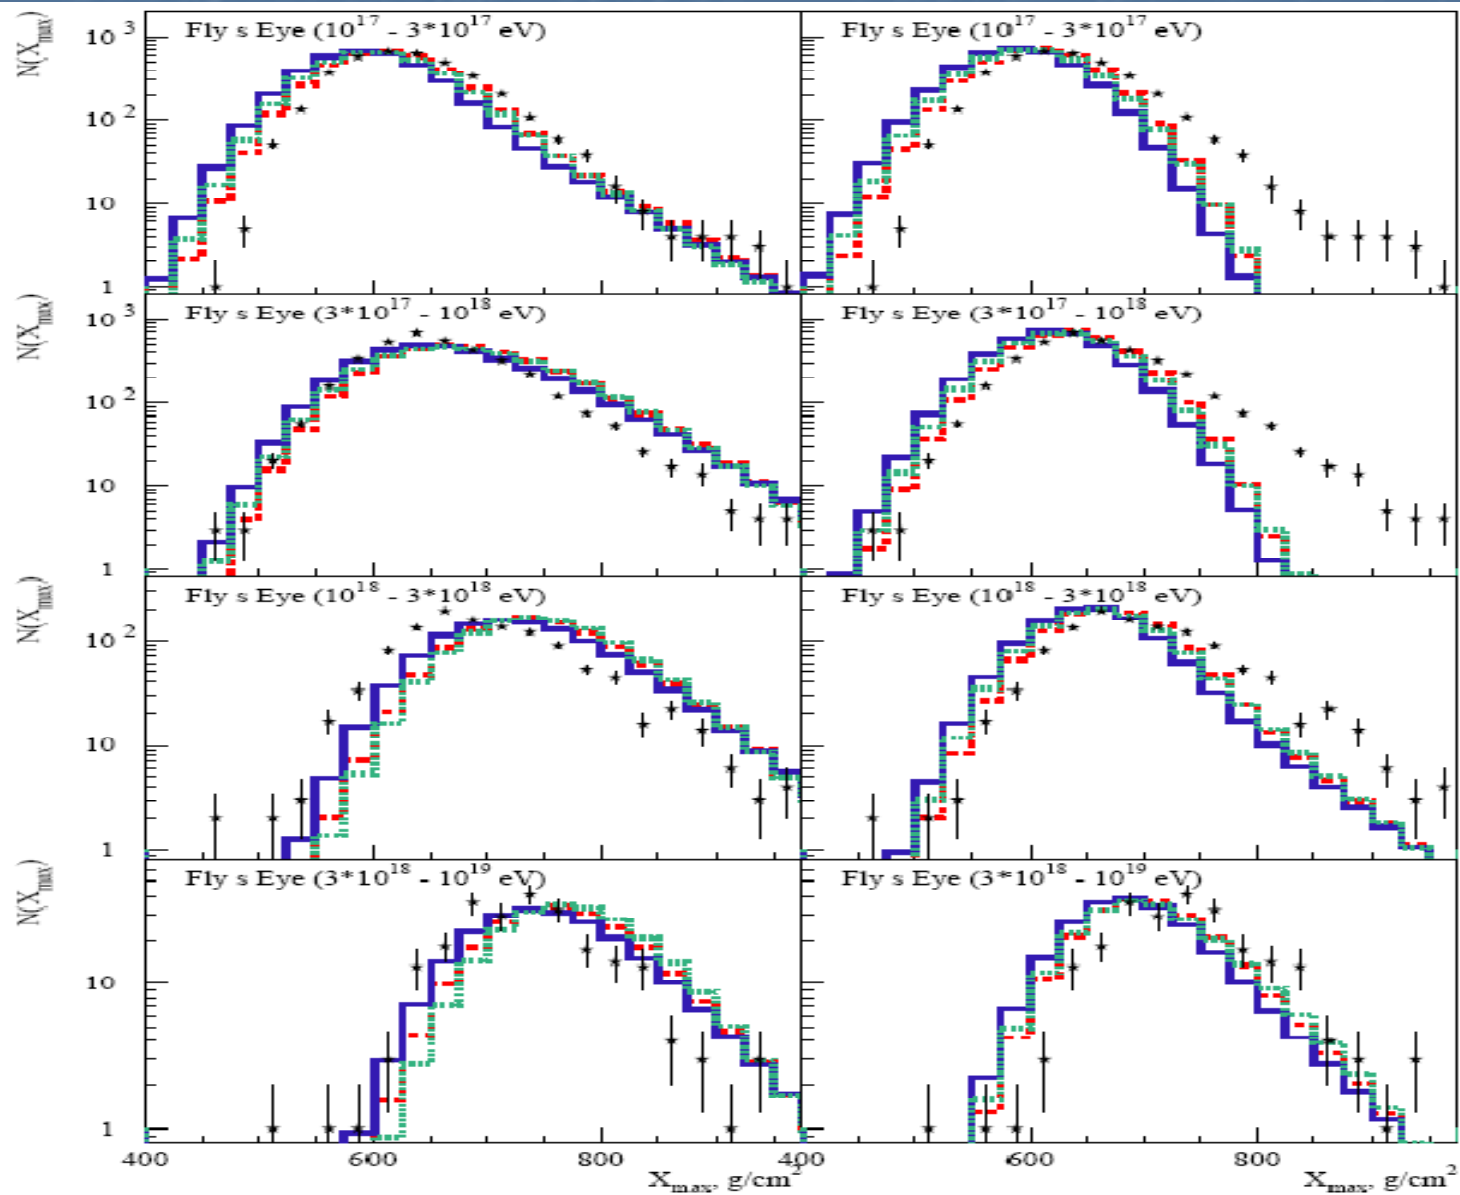 N(X_max)
10^3
10^2
10
1
Fly s Eye (10^17 - 3*10^17 eV)
Fly s Eye (10^17 - 3*10^17 eV)
N(X_max)
10^3
10^2
10
1
Fly s Eye (3*10^17 - 10^18 eV)
Fly s Eye (3*10^17 - 10^18 eV)
N(X_max)
10^2
10
1
Fly s Eye (10^18 - 3*10^18 eV)
Fly s Eye (10^18 - 3*10^18 eV)
N(X_max)
10
1
Fly s Eye (3*10^18 - 10^19 eV)
Fly s Eye (3*10^18 - 10^19 eV)
400 600 800 400 600 800
X_max, g/cm^2 X_max, g/cm^2